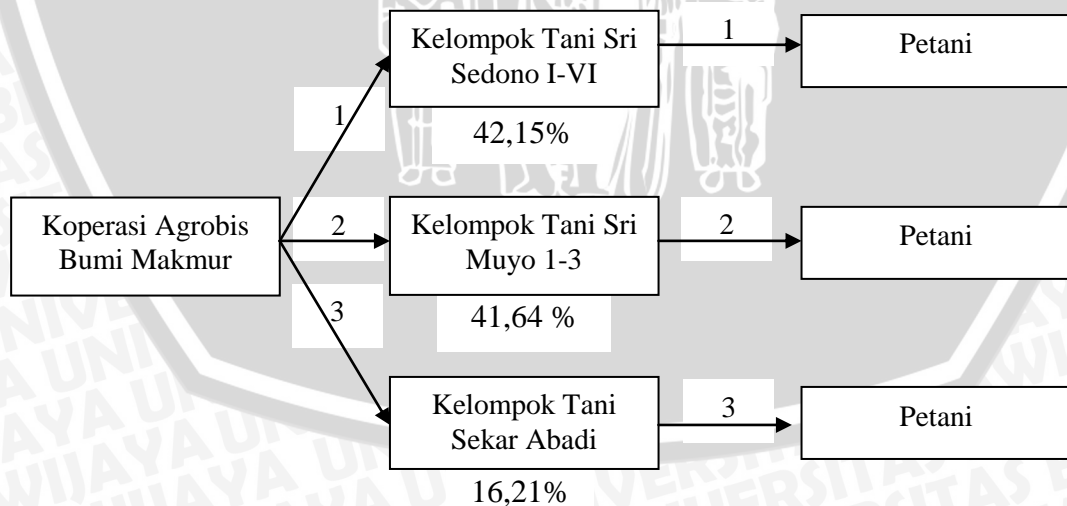 Kelompok Tani Sri
Sedono I-VI
1
Petani
1
42,15%
Koperasi Agrobis
Bumi Makmur
2
Kelompok Tani Sri
Muyo 1-3
2
Petani
3
41,64 %
Kelompok Tani
Sekar Abadi
3
Petani
16,21%